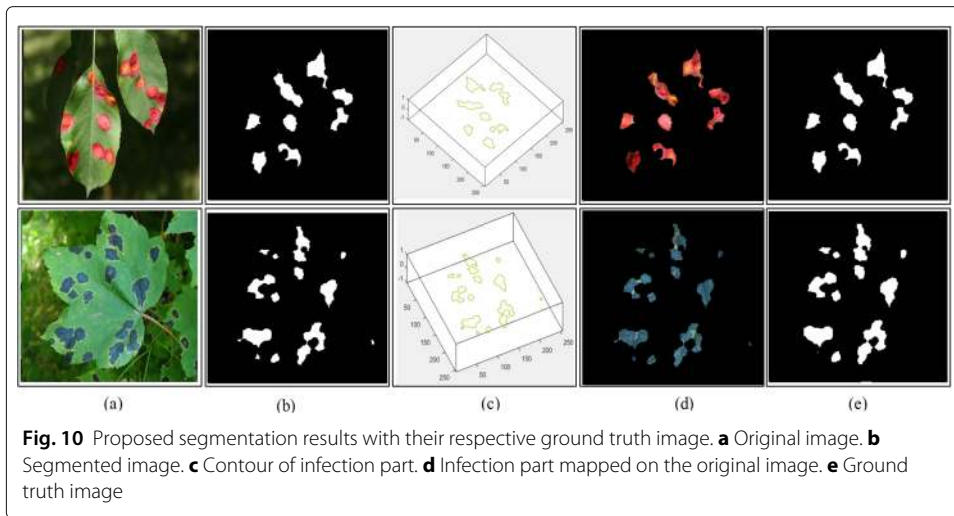 (a) (b) (c) (d) (e)
Fig. 10 Proposed segmentation results with their respective ground truth image. a Original image. b
Segmented image. c Contour of infection part. d Infection part mapped on the original image. e Ground
truth image